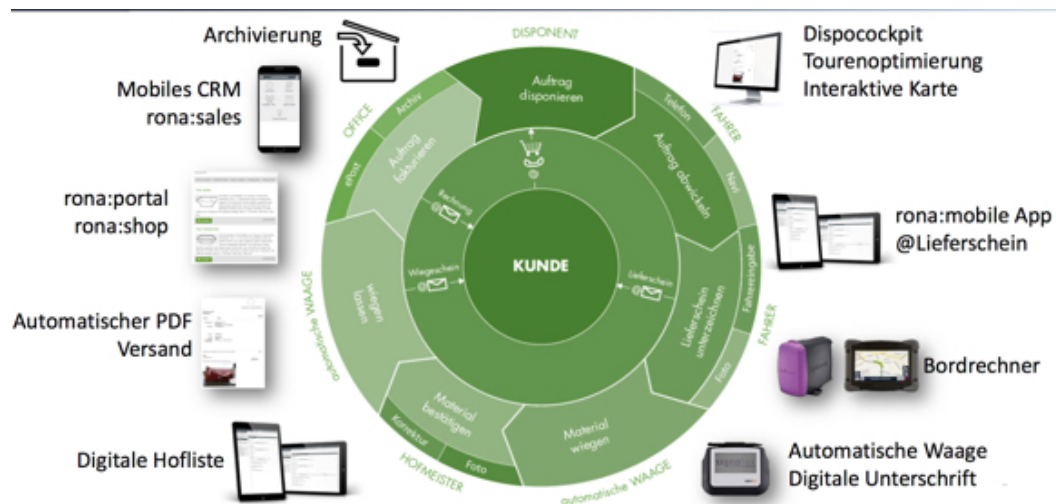 Archivierung
Mobiles CRM
rona:sales
rona:portal
rona:shop
Automatischer PDF
Versand
Digitale Hofliste
Dispocockpit
Tourenoptimierung
Interaktive Karte
rona:mobile App
@Lieferschein
Bordrechner
Automatische Waage
Digitale Unterschrift
DISPONENT
Auftrag
disponieren
FAHRER
Telefon
Navi
Auftrag abwickeln
FAHRER
Fahrereingabe
Foto
Lieferschein
unterzeichnen
automatische WAAGE
Material
wiegen
HOFMEISTER
Korrektur
Foto
Material
bestätigen
automatische WAAGE
wiegen
lassen
OFFICE
ePost
Archiv
Auftrag
fakturieren
@
Rechnung
@
Wiegeschein
@
Lieferschein
@
KUNDE